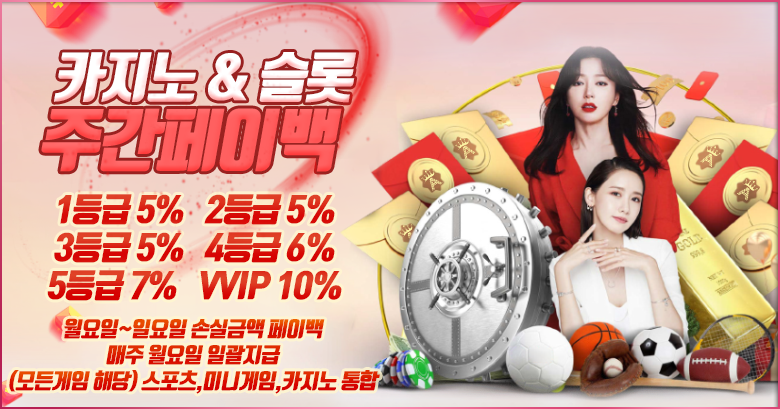 카지노 & 슬롯
주간페이백
1등급 5% 2등급 5%
3등급 5% 4등급 6%
5등급 7% VVIP 10%
월요일~일요일 손실금액 페이백
매주 월요일 일괄지급
(모든게임 해당) 스포츠,미니게임,카지노 통합
GOLD